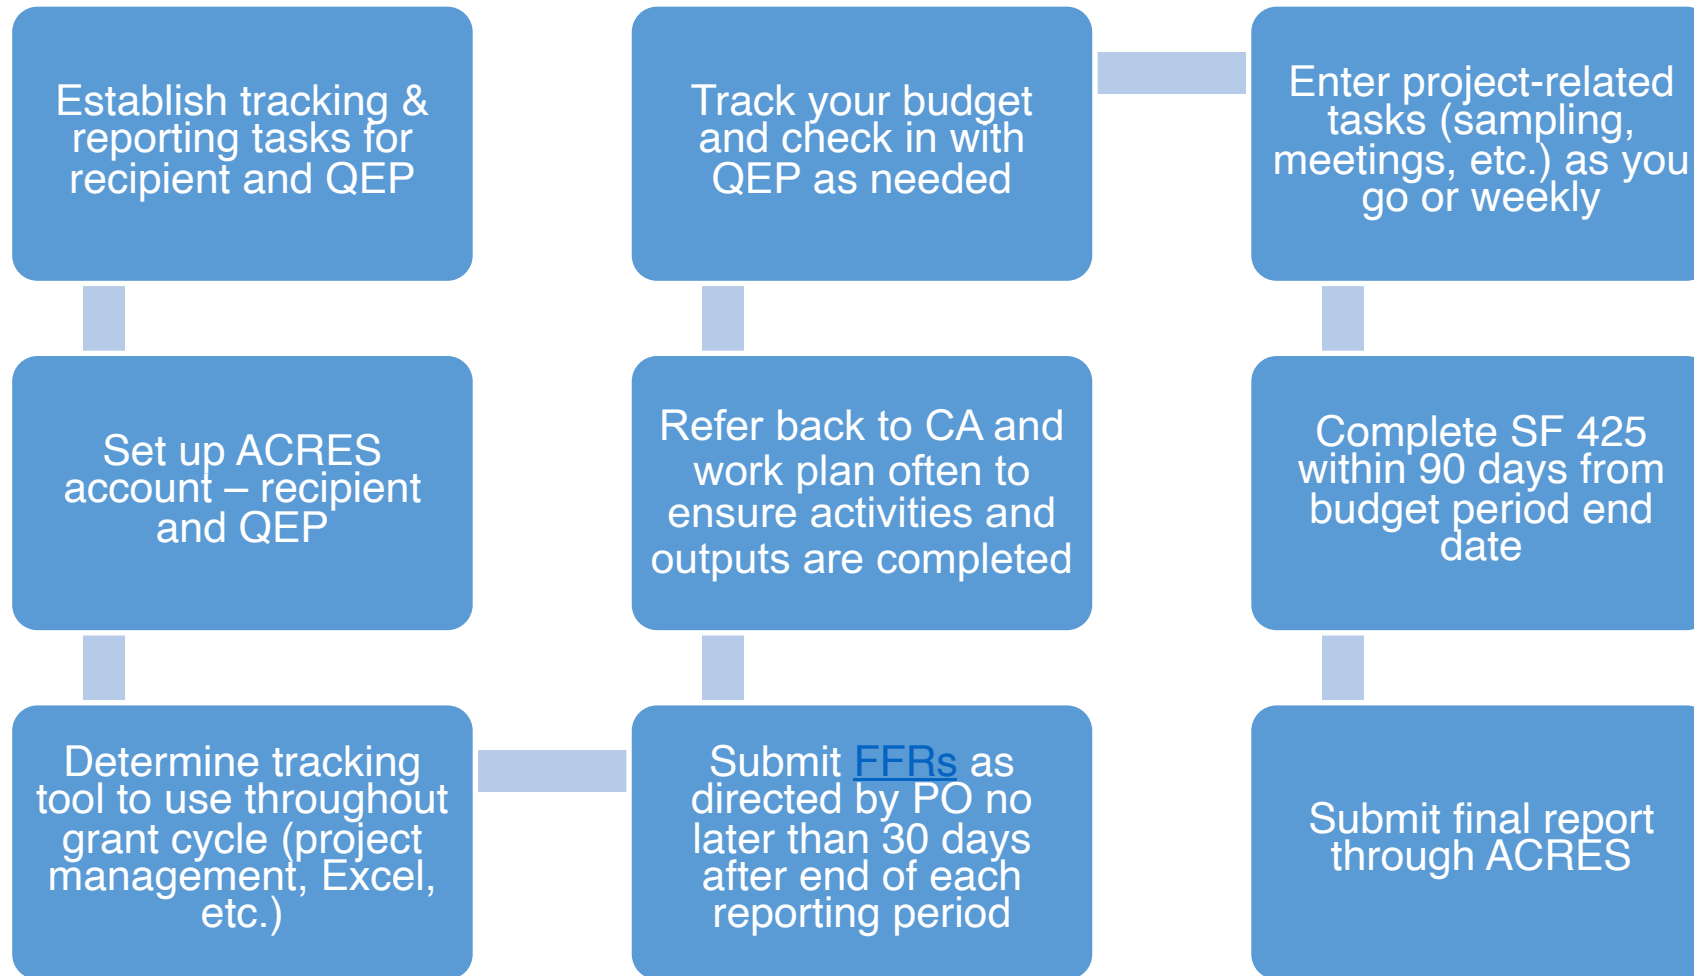 Establish tracking &
reporting tasks for
recipient and QEP
Set up ACRES
account – recipient
and QEP
Determine tracking
tool to use throughout
grant cycle (project
management, Excel,
etc.)
Submit FFRs as
directed by PO no
later than 30 days
after end of each
reporting period
Refer back to CA and
work plan often to
ensure activities and
outputs are completed
Track your budget
and check in with
QEP as needed
Enter project-related
tasks (sampling,
meetings, etc.) as you
go or weekly
Complete SF 425
within 90 days from
budget period end
date
Submit final report
through ACRES